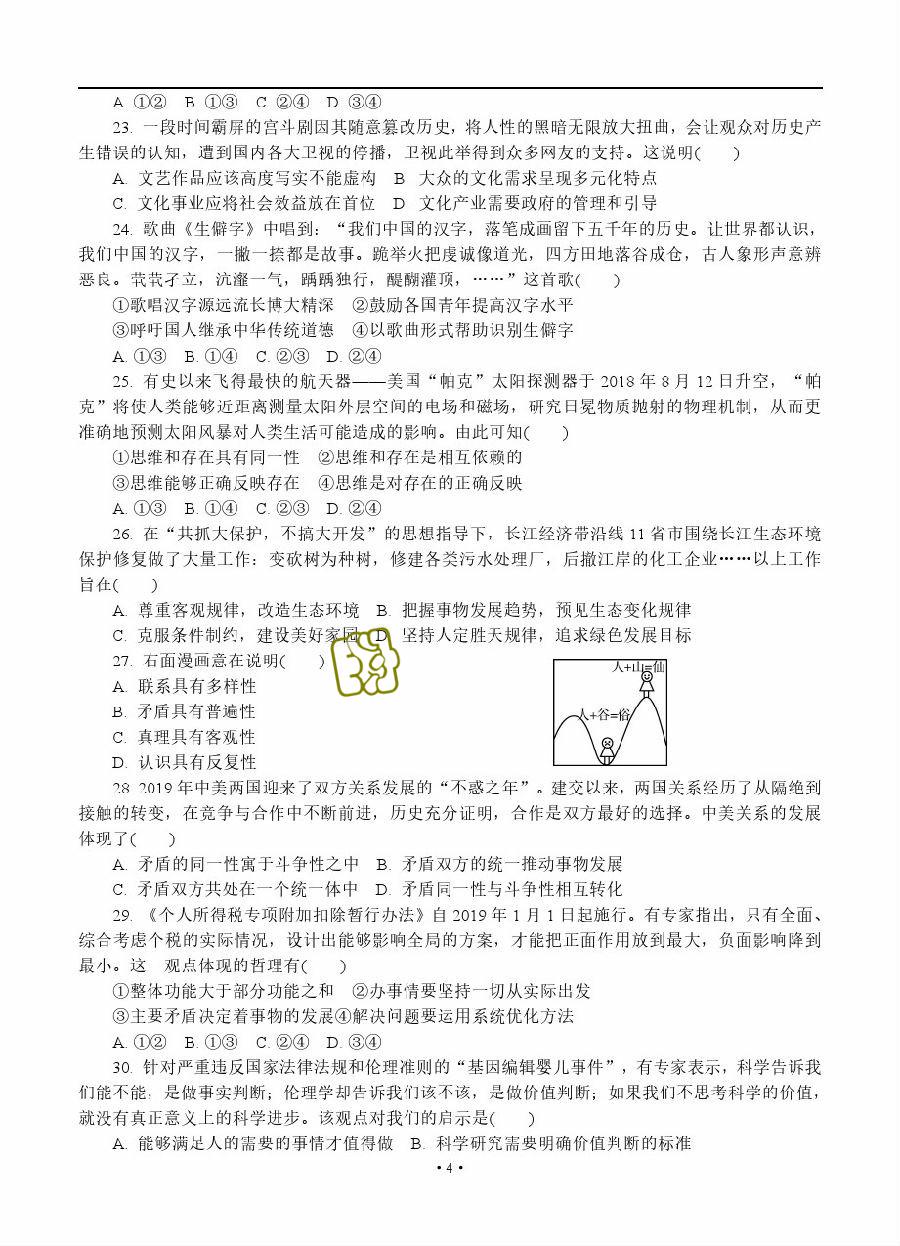 A. ①② B. ①③ C. ②④ D. ③④
23. 一段时间霸屏的宫斗剧因其随意篡改历史，将人性的黑暗无限放大扭曲，会让观众对历史产
生错误的认知，遭到国内各大卫视的停播，卫视此举得到众多网友的支持。这说明( )
A. 文艺作品应该高度写实不能虚构 B 大众的文化需求呈现多元化特点
C. 文化事业应将社会效益放在首位 D 文化产业需要政府的管理和引导
24. 歌曲《生僻字》中唱到：“我们中国的汉字，落笔成画留下五千年的历史。让世界都认识，
我们中国的汉字，一撇一捺都是故事。跪举火把虔诚像道光，四方田地落谷成仓，古人象形声意辨
恶良。茕茕孑立，沆瀣一气，踽踽独行，醍醐灌顶，……”这首歌( )
①歌唱汉字源远流长博大精深 ②鼓励各国青年提高汉字水平
③呼吁国人继承中华传统道德 ④以歌曲形式帮助识别生僻字
A. ①③ B. ①④ C. ②③ D. ②④
25. 有史以来飞得最快的航天器——美国“帕克”太阳探测器于 2018 年 8 月 12 日升空，“帕
克”将使人类能够近距离测量太阳外层空间的电场和磁场，研究日冕物质抛射的物理机制，从而更
准确地预测太阳风暴对人类生活可能造成的影响。由此可知( )
①思维和存在具有同一性 ②思维和存在是相互依赖的
③思维能够正确反映存在 ④思维是对存在的正确反映
A. ①③ B. ①④ C. ②③ D. ②④
26. 在“共抓大保护，不搞大开发”的思想指导下，长江经济带沿线 11 省市围绕长江生态环境
保护修复做了大量工作：变砍树为种树，修建各类污水处理厂，后撤江岸的化工企业……以上工作
旨在( )
A. 尊重客观规律，改造生态环境 B. 把握事物发展趋势，预见生态变化规律
C. 克服条件制约，建设美好家园 D. 坚持人定胜天规律，追求绿色发展目标
27. 右面漫画意在说明( )
人+山=仙
人+谷=俗
A. 联系具有多样性
B. 矛盾具有普遍性
C. 真理具有客观性
D. 认识具有反复性
28. 2019 年中美两国迎来了双方关系发展的“不惑之年”。建交以来，两国关系经历了从隔绝到
接触的转变，在竞争与合作中不断前进，历史充分证明，合作是双方最好的选择。中美关系的发展
体现了( )
A. 矛盾的同一性寓于斗争性之中 B. 矛盾双方的统一推动事物发展
C. 矛盾双方共处在一个统一体中 D. 矛盾同一性与斗争性相互转化
29. 《个人所得税专项附加扣除暂行办法》自 2019 年 1 月 1 日起施行。有专家指出，只有全面、
综合考虑个税的实际情况，设计出能够影响全局的方案，才能把正面作用放到最大，负面影响降到
最小。这 观点体现的哲理有( )
①整体功能大于部分功能之和 ②办事情要坚持一切从实际出发
③主要矛盾决定着事物的发展④解决问题要运用系统优化方法
A. ①② B. ①③ C. ②④ D. ③④
30. 针对严重违反国家法律法规和伦理准则的“基因编辑婴儿事件”，有专家表示，科学告诉我
们能不能，是做事实判断；伦理学却告诉我们该不该，是做价值判断；如果我们不思考科学的价值，
就没有真正意义上的科学进步。该观点对我们的启示是( )
A. 能够满足人的需要的事情才值得做 B. 科学研究需要明确价值判断的标准
• 4 •